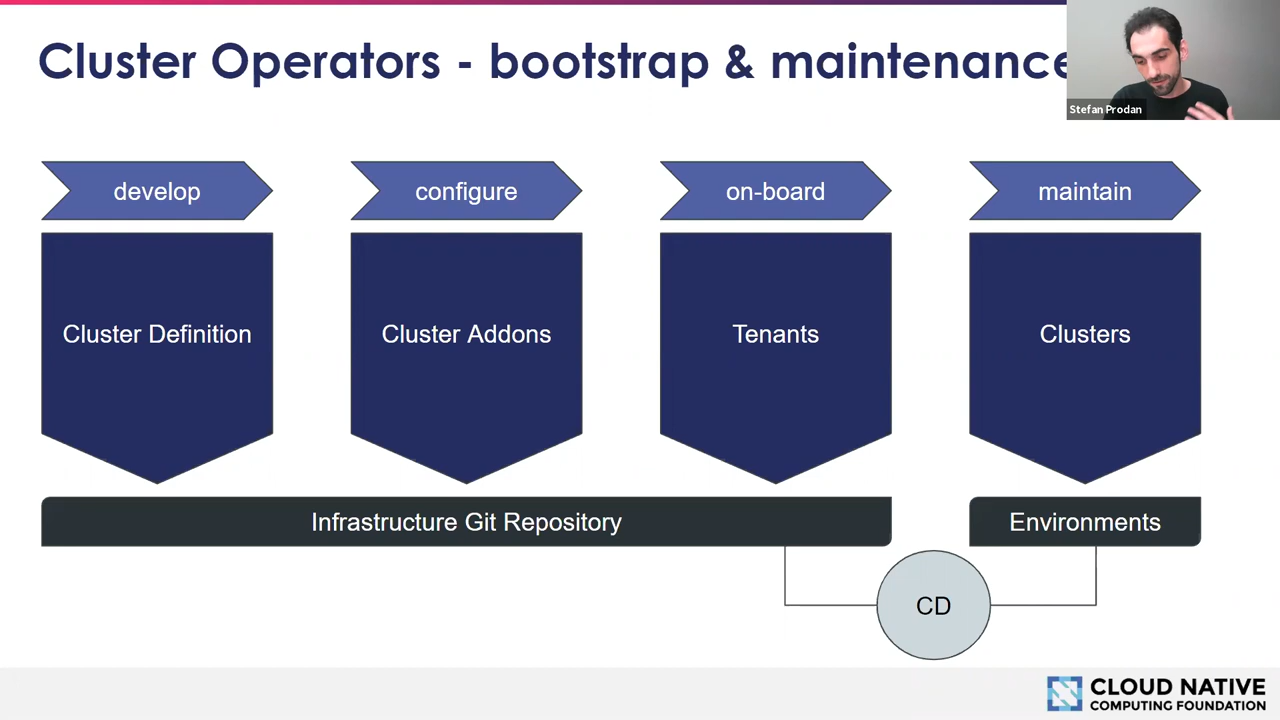 Cluster Operators - bootstrap & maintenance
Stefan Prodan
develop
configure
on-board
maintain
Cluster Definition
Cluster Addons
Tenants
Clusters
Infrastructure Git Repository
Environments
CD
CLOUD NATIVE
COMPUTING FOUNDATION